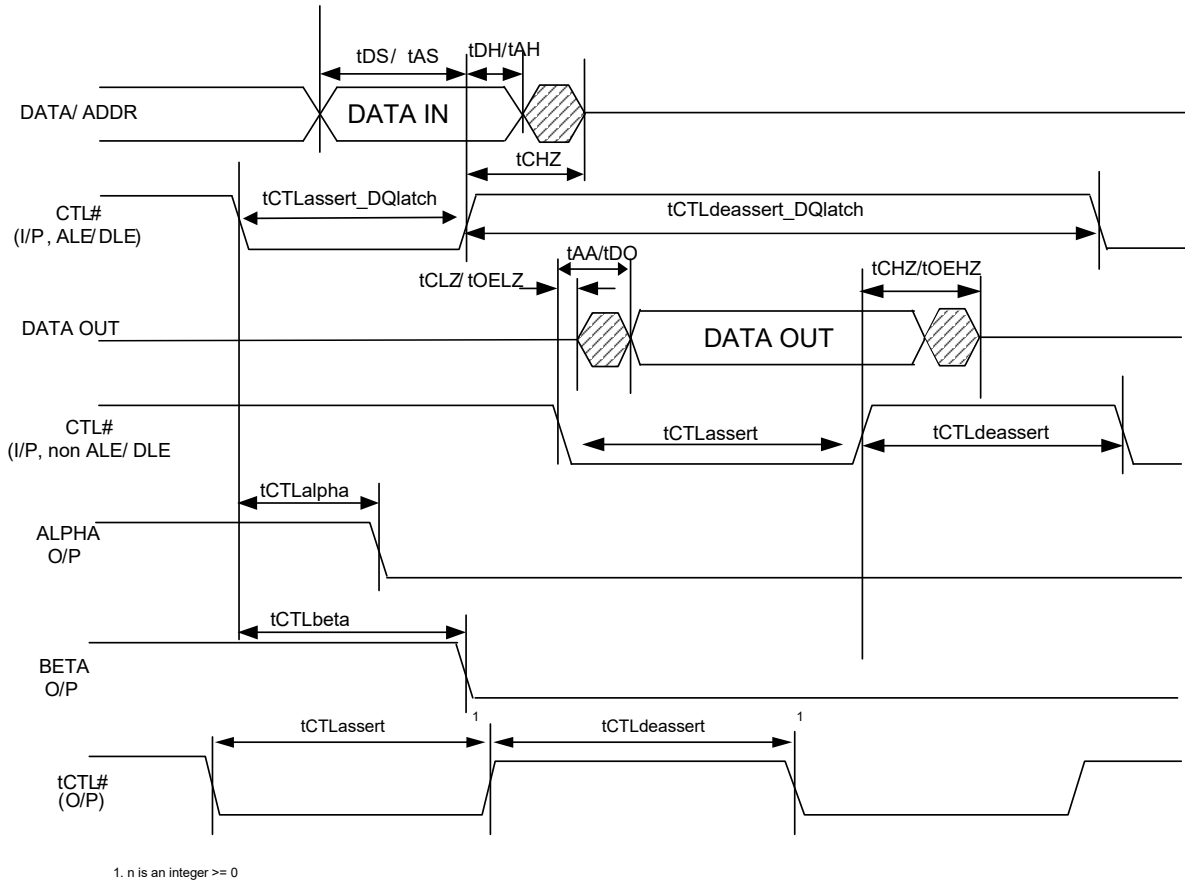 tDS/ tAS
tDH/tAH
DATA/ ADDR
DATA IN
tCHZ
CTL#
(I/P, ALE/ DLE)
tCTLassert_DQlatch
tCTLdeassert_DQlatch
tAA/tDO
tCLZ/ tOELZ
tCHZ/tOEHZ
DATA OUT
DATA OUT
CTL#
(I/P, non ALE/ DLE
tCTLassert
tCTLdeassert
tCTLalpha
ALPHA
O/P
tCTLbeta
BETA
O/P
tCTLassert 1
tCTLdeassert 1
tCTL#
(O/P)
1. n is an integer >= 0